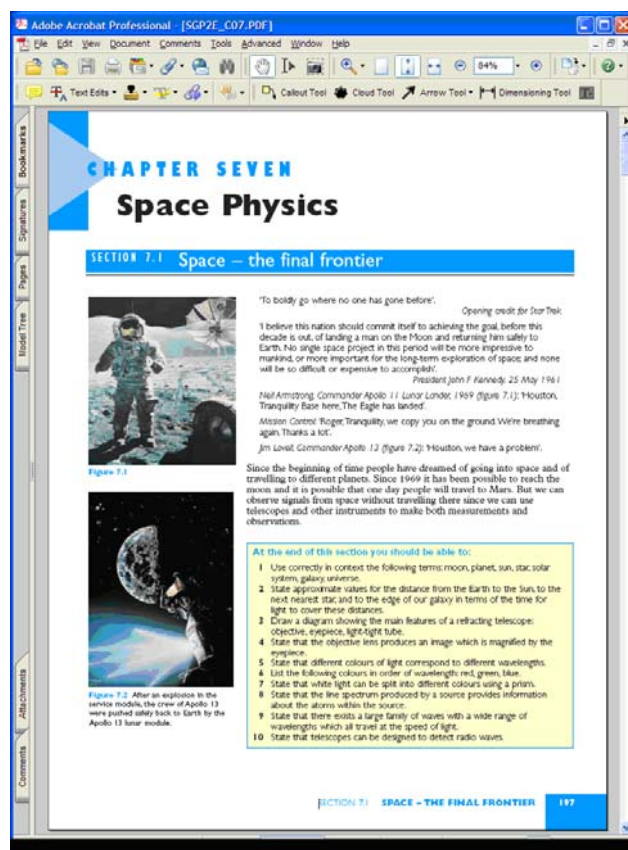 Adobe Acrobat Professional - [SGP2E_C07.PDF]
File Edit View Document Comments Tools Advanced Window Help
84%
Text Edits Callout Tool Cloud Tool Arrow Tool Dimensioning Tool
Bookmarks
Signatures
Pages
Model Tree
Attachments
Comments
CHAPTER SEVEN
Space Physics
SECTION 7.1 Space – the final frontier
Figure 7.1
Figure 7.2 After an explosion in the
service module, the crew of Apollo 13
were pushed safely back to Earth by the
Apollo 13 lunar module.
'To boldly go where no one has gone before'.
Opening credit for Star Trek
'I believe this nation should commit itself to achieving the goal, before this
decade is out, of landing a man on the Moon and returning him safely to
Earth. No single space project in this period will be more impressive to
mankind, or more important for the long-term exploration of space; and none
will be so difficult or expensive to accomplish'.
President John F Kennedy, 25 May 1961
Neil Armstrong, Commander Apollo 11 Lunar Lander, 1969 (figure 7.1): 'Houston,
Tranquility Base here, The Eagle has landed'.
Mission Control: 'Roger, Tranquility, we copy you on the ground. We're breathing
again. Thanks a lot'.
Jim Lovell, Commander Apollo 13 (figure 7.2): 'Houston, we have a problem'.
Since the beginning of time people have dreamed of going into space and of
travelling to different planets. Since 1969 it has been possible to reach the
moon and it is possible that one day people will travel to Mars. But we can
observe signals from space without travelling there since we can use
telescopes and other instruments to make both measurements and
observations.
At the end of this section you should be able to:
1 Use correctly in context the following terms: moon, planet, sun, star, solar
system, galaxy, universe.
2 State approximate values for the distance from the Earth to the Sun, to the
next nearest star, and to the edge of our galaxy in terms of the time for
light to cover these distances.
3 Draw a diagram showing the main features of a refracting telescope:
objective, eyepiece, light-tight tube.
4 State that the objective lens produces an image which is magnified by the
eyepiece.
5 State that different colours of light correspond to different wavelengths.
6 List the following colours in order of wavelength: red, green, blue.
7 State that white light can be split into different colours using a prism.
8 State that the line spectrum produced by a source provides information
about the atoms within the source.
9 State that there exists a large family of waves with a wide range of
wavelengths which all travel at the speed of light.
10 State that telescopes can be designed to detect radio waves.
SECTION 7.1 SPACE – THE FINAL FRONTIER 197